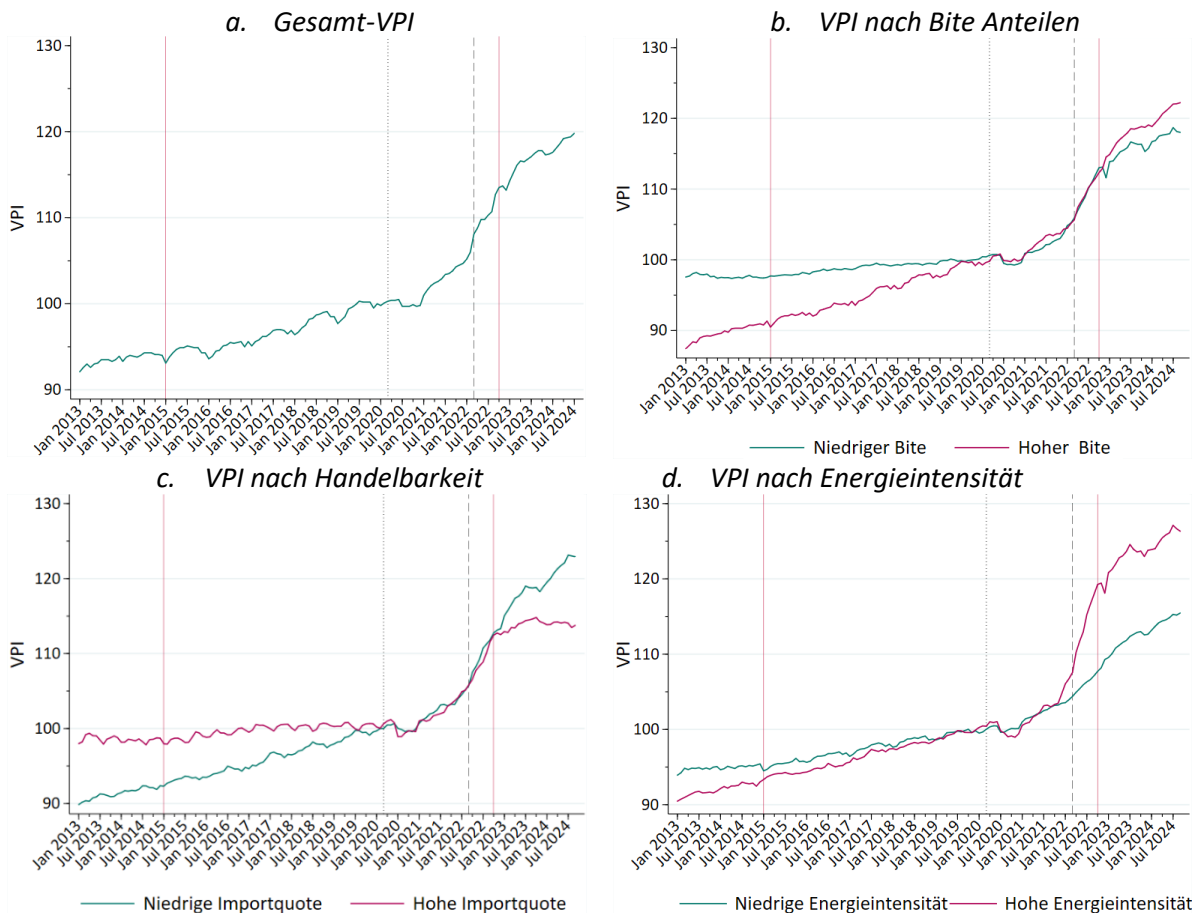 a. Gesamt-VPI
130
120
110
100
90
VPI
Jan 2013
Jul 2013
Jan 2014
Jul 2014
Jan 2015
Jul 2015
Jan 2016
Jul 2016
Jan 2017
Jul 2017
Jan 2018
Jul 2018
Jan 2019
Jul 2019
Jan 2020
Jul 2020
Jan 2021
Jul 2021
Jan 2022
Jul 2022
Jan 2023
Jul 2023
Jan 2024
Jul 2024
b. VPI nach Bite Anteilen
130
120
110
100
90
VPI
Jan 2013
Jul 2013
Jan 2014
Jul 2014
Jan 2015
Jul 2015
Jan 2016
Jul 2016
Jan 2017
Jul 2017
Jan 2018
Jul 2018
Jan 2019
Jul 2019
Jan 2020
Jul 2020
Jan 2021
Jul 2021
Jan 2022
Jul 2022
Jan 2023
Jul 2023
Jan 2024
Jul 2024
Niedriger Bite Hoher Bite
c. VPI nach Handelbarkeit
130
120
110
100
90
VPI
Jan 2013
Jul 2013
Jan 2014
Jul 2014
Jan 2015
Jul 2015
Jan 2016
Jul 2016
Jan 2017
Jul 2017
Jan 2018
Jul 2018
Jan 2019
Jul 2019
Jan 2020
Jul 2020
Jan 2021
Jul 2021
Jan 2022
Jul 2022
Jan 2023
Jul 2023
Jan 2024
Jul 2024
Niedrige Importquote Hohe Importquote
d. VPI nach Energieintensität
130
120
110
100
90
VPI
Jan 2013
Jul 2013
Jan 2014
Jul 2014
Jan 2015
Jul 2015
Jan 2016
Jul 2016
Jan 2017
Jul 2017
Jan 2018
Jul 2018
Jan 2019
Jul 2019
Jan 2020
Jul 2020
Jan 2021
Jul 2021
Jan 2022
Jul 2022
Jan 2023
Jul 2023
Jan 2024
Jul 2024
Niedrige Energieintensität Hohe Energieintensität